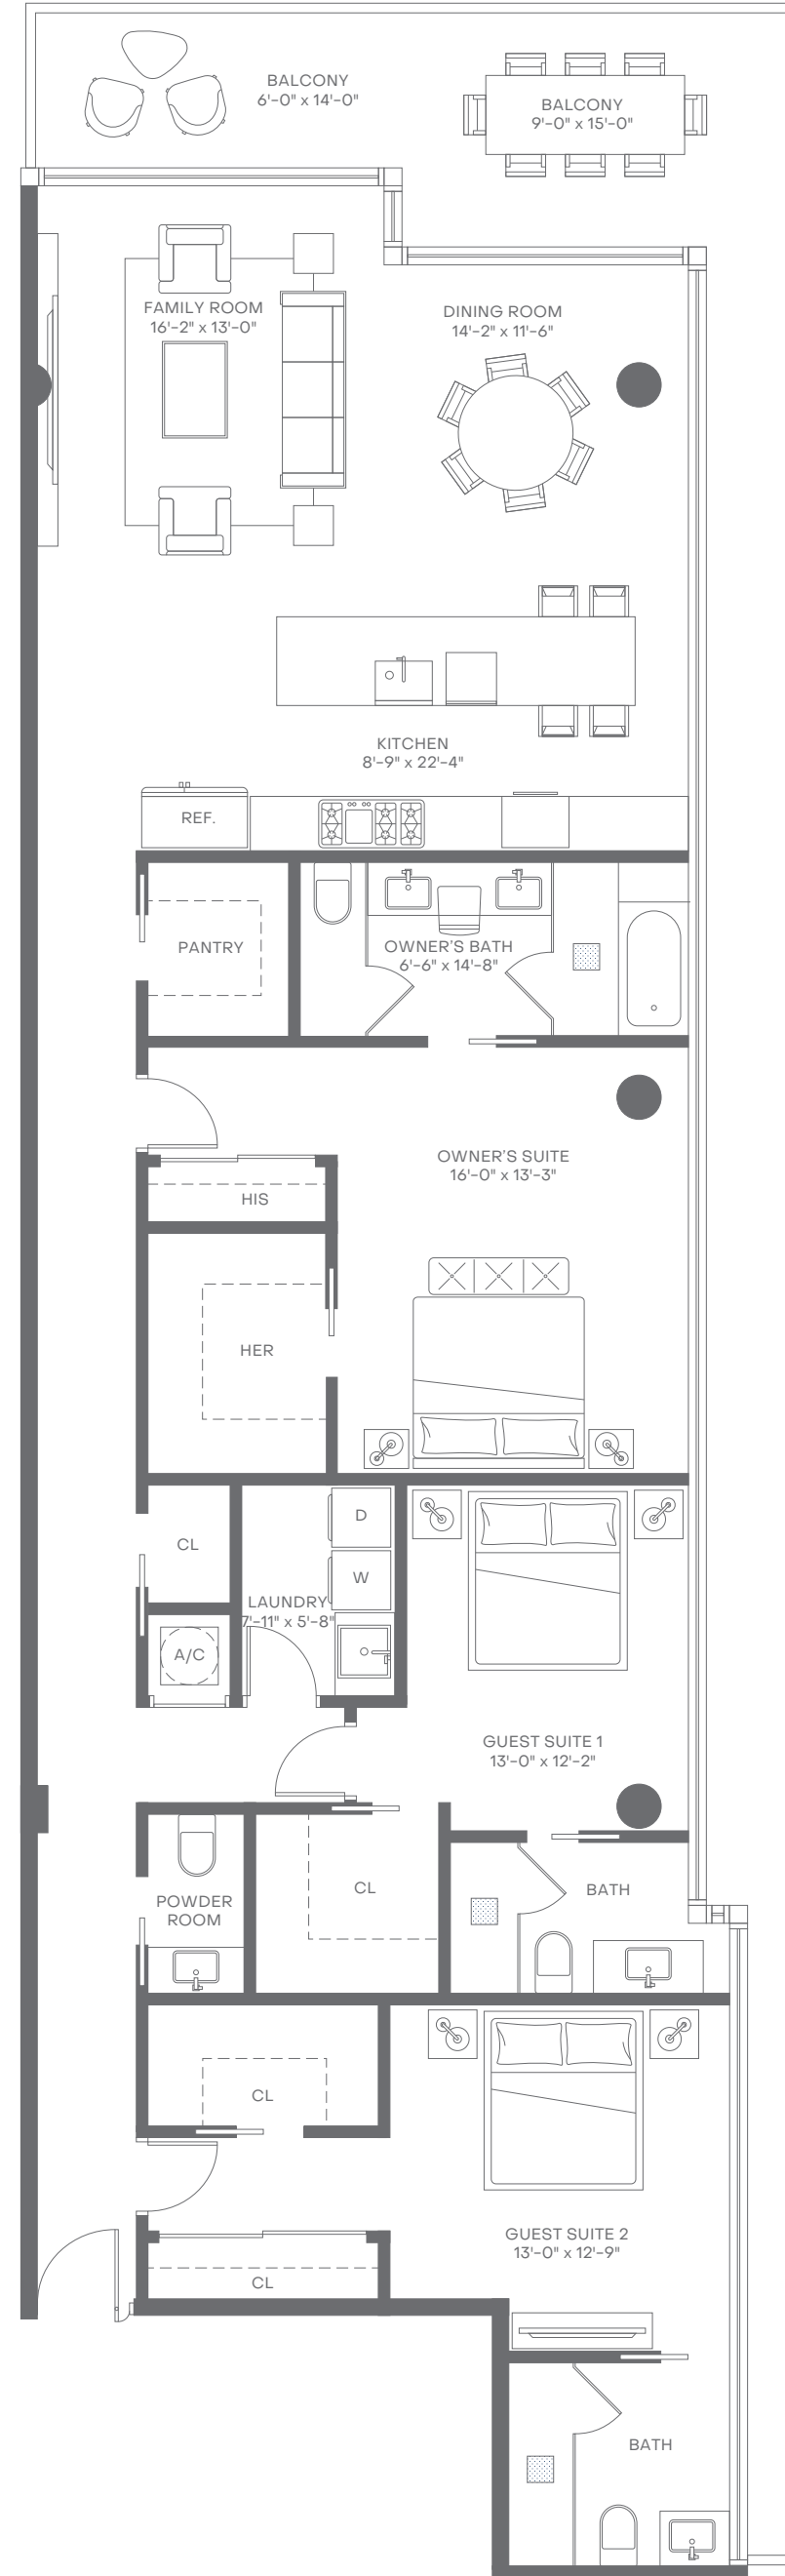 BALCONY
6'-0" x 14'-0"
BALCONY
9'-0" x 15'-0"
FAMILY ROOM
16'-2" x 13'-0"
DINING ROOM
14'-2" x 11'-6"
KITCHEN
8'-9" x 22'-4"
REF.
PANTRY
OWNER'S BATH
6'-6" x 14'-8"
OWNER'S SUITE
16'-0" x 13'-3"
HIS
HER
CL
D
W
LAUNDRY
7'-11" x 5'-8"
A/C
GUEST SUITE 1
13'-0" x 12'-2"
CL
BATH
POWDER
ROOM
CL
GUEST SUITE 2
13'-0" x 12'-9"
CL
BATH